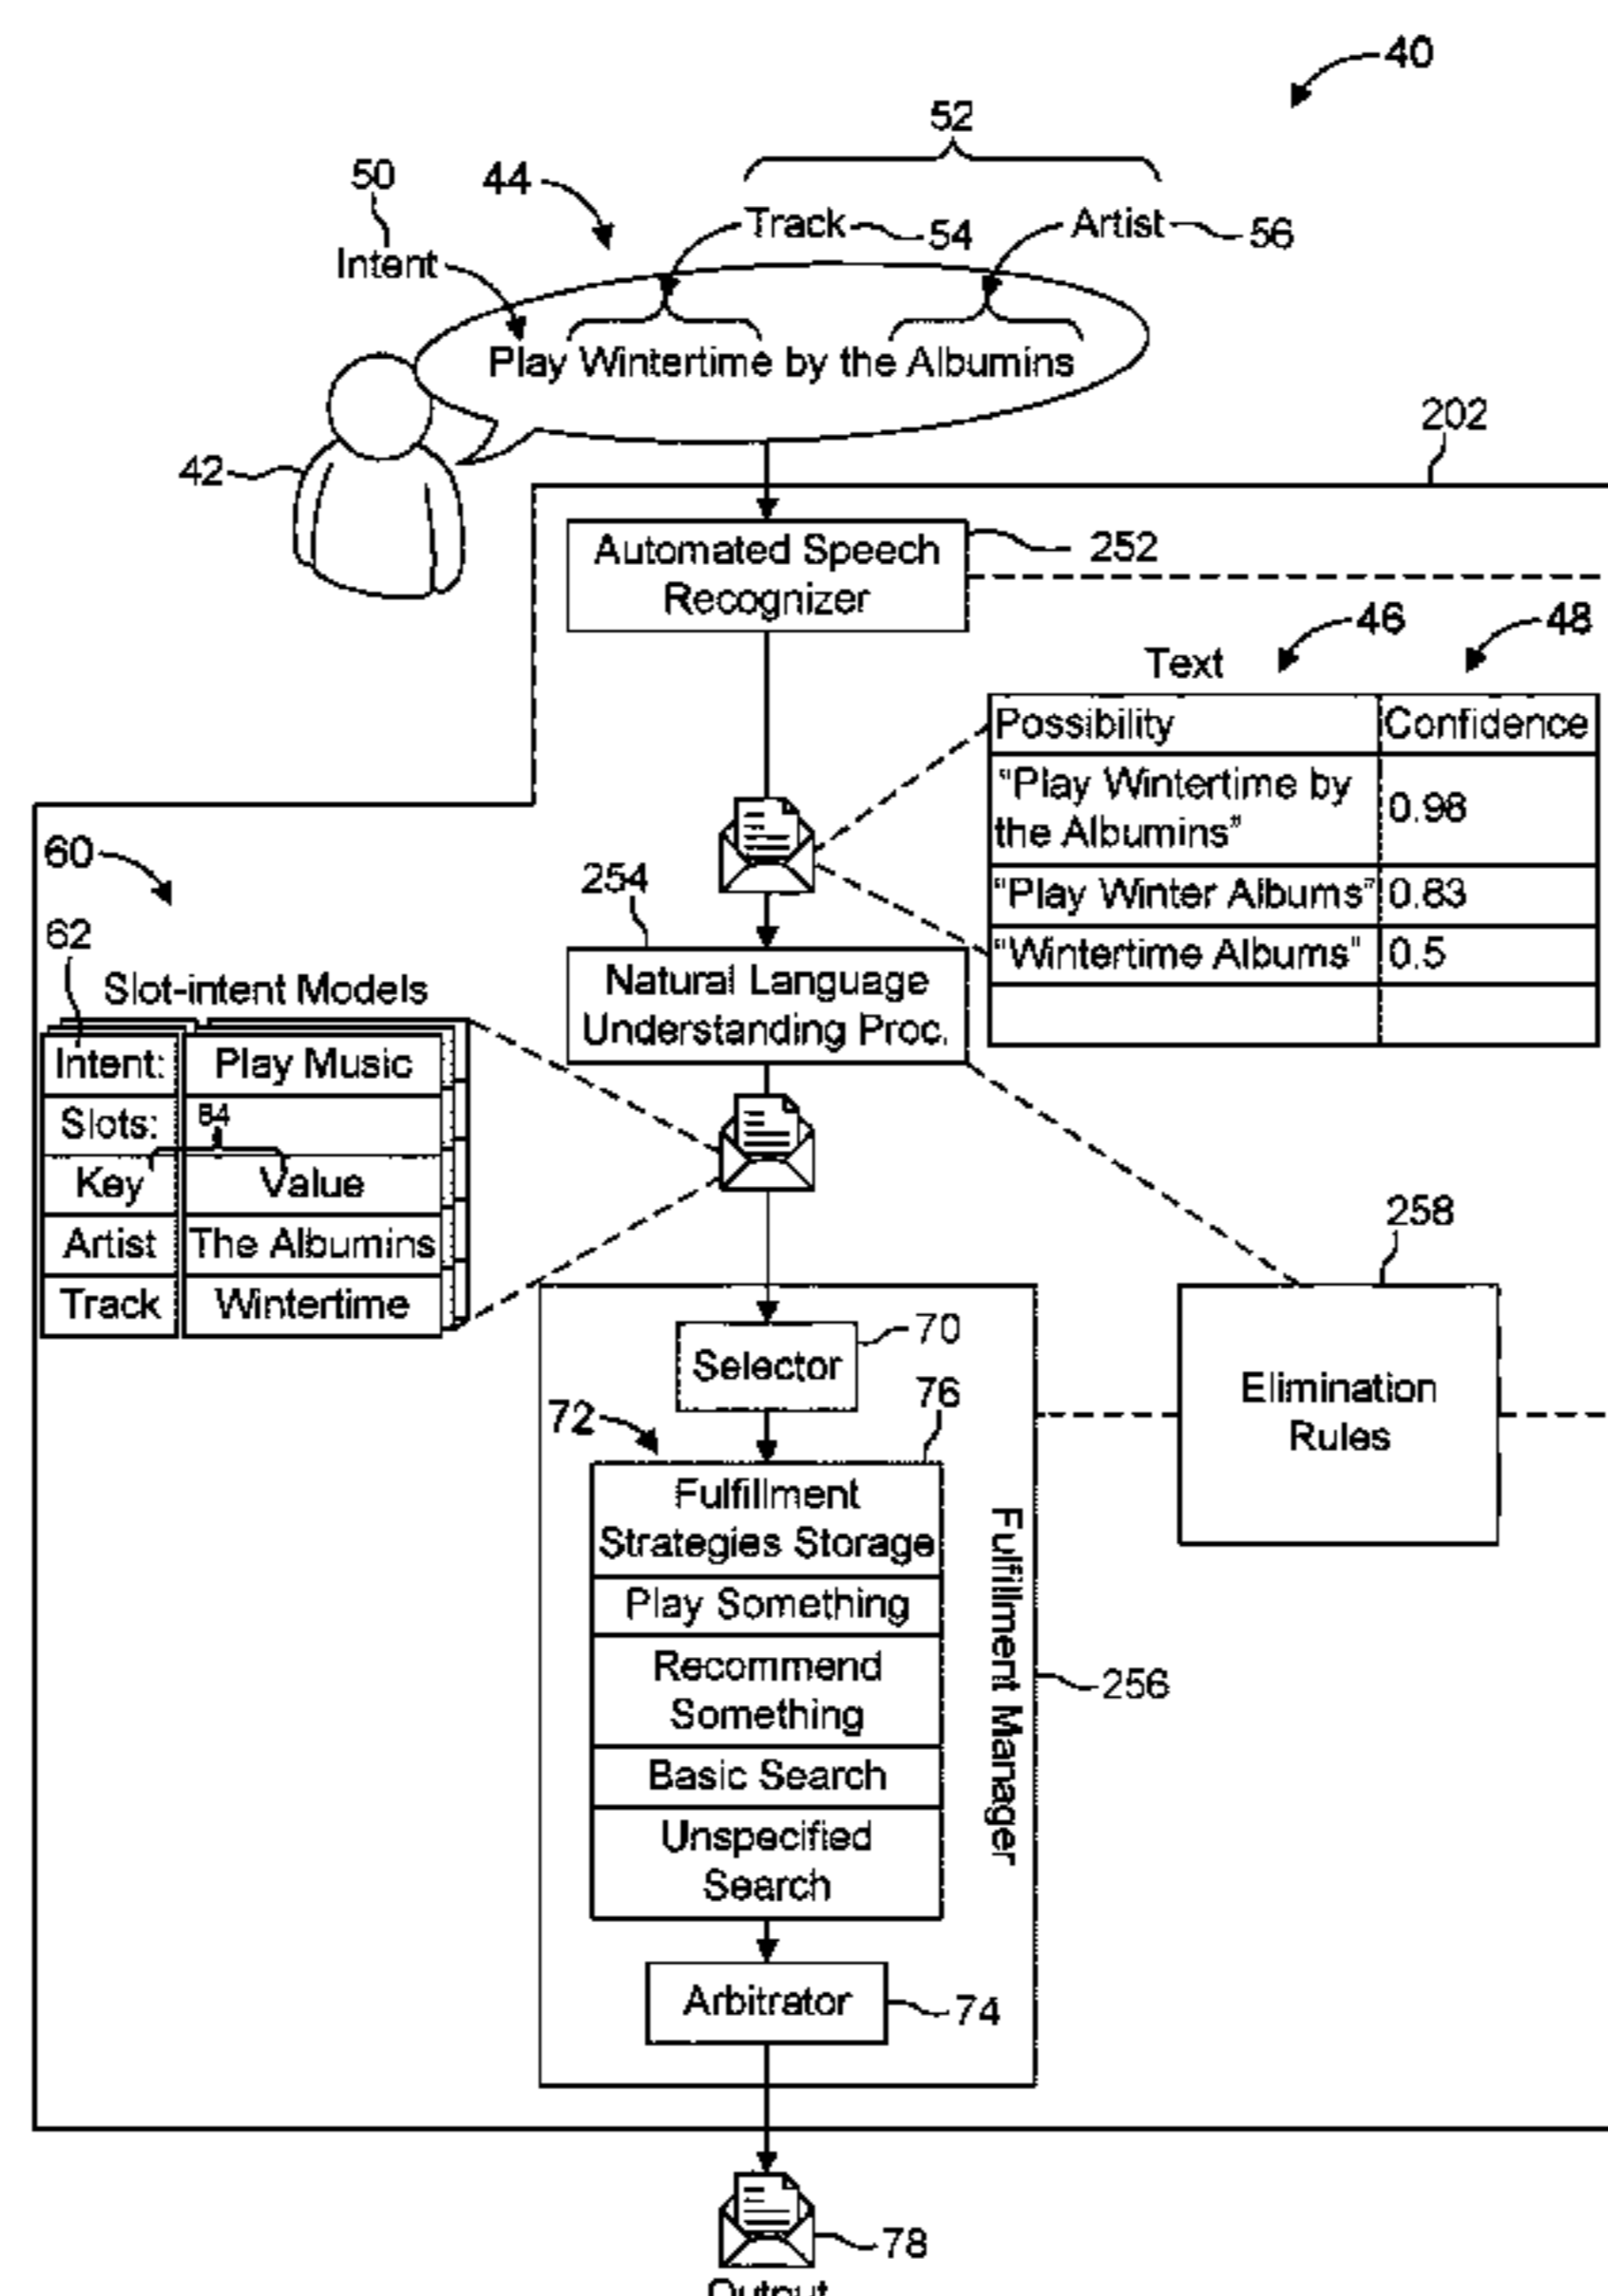 40
52
50
44
Track
54
Artist
56
Intent
Play Wintertime by the Albumins
42
202
Automated Speech
Recognizer
252
46
48
Text
Possibility
Confidence
"Play Wintertime by
the Albumins"
0.98
"Play Winter Albums"
0.83
"Wintertime Albums"
0.5
60
62
254
Natural Language
Understanding Proc.
Slot-intent Models
Intent:
Play Music
Slots:
64
Key
Value
Artist
The Albumins
Track
Wintertime
258
Elimination
Rules
70
Selector
72
76
Fulfillment
Strategies Storage
Play Something
Recommend
Something
Basic Search
Unspecified
Search
Fulfillment Manager
256
Arbitrator
74
78
Output